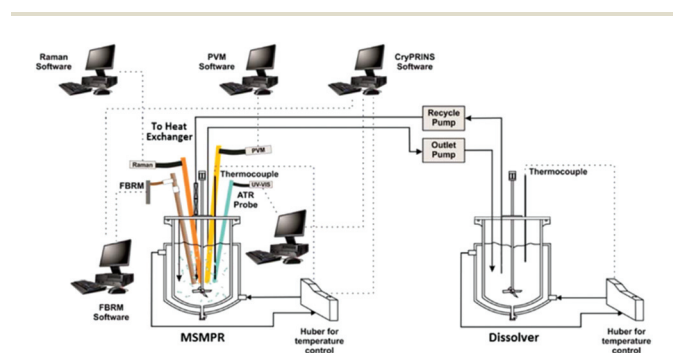 Raman
Software
PVM
Software
CryPRINS
Software
To Heat
Exchanger
Recycle
Pump
Outlet
Pump
Raman
PVM
FBRM
Thermocouple
UV-VIS
ATR
Probe
Thermocouple
FBRM
Software
MSMPR
Huber for
temperature
control
Dissolver
Huber for
temperature
control